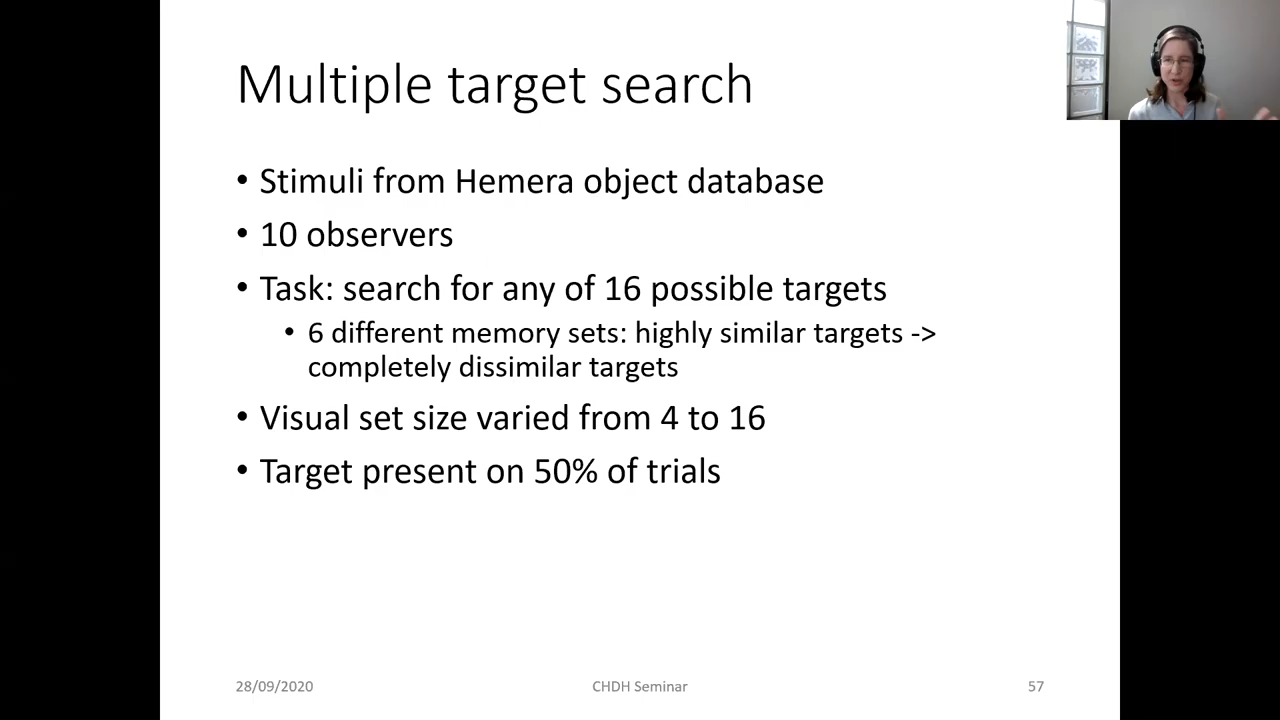 Multiple target search
• Stimuli from Hemera object database
• 10 observers
• Task: search for any of 16 possible targets
• 6 different memory sets: highly similar targets ->
completely dissimilar targets
• Visual set size varied from 4 to 16
• Target present on 50% of trials
28/09/2020
CHDH Seminar
57